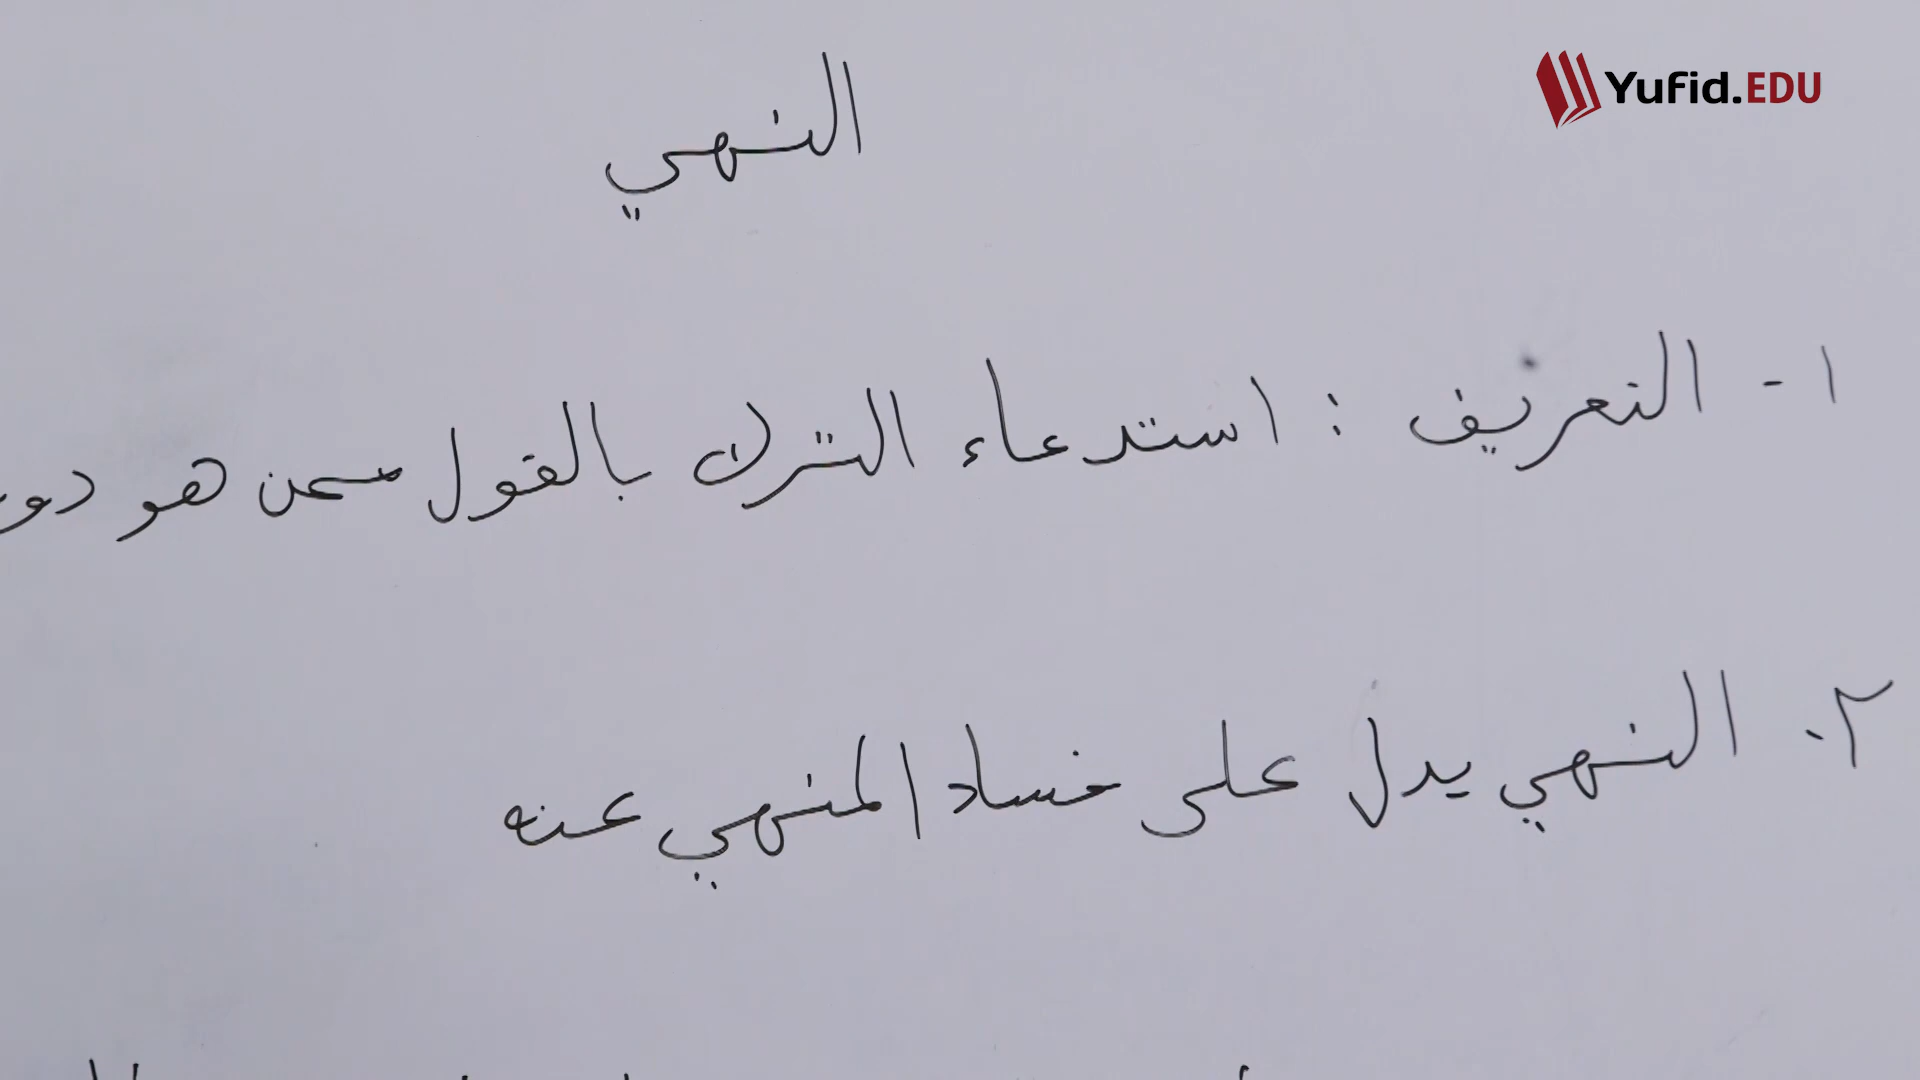 Yufid.EDU
النهي
١- التعريف : استدعاء الترك بالقول ممن هو
٢. النهي يدل على فساد المنهي عنه